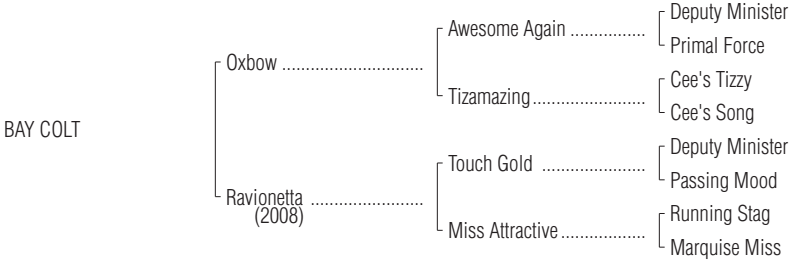 Deputy Minister
Awesome Again ................
Primal Force
Oxbow .............................
Cee's Tizzy
Tizamazing.......................
Cee's Song
BAY COLT
Deputy Minister
Touch Gold .....................
Passing Mood
Ravionetta .......................
(2008)
Running Stag
Miss Attractive..................
Marquise Miss